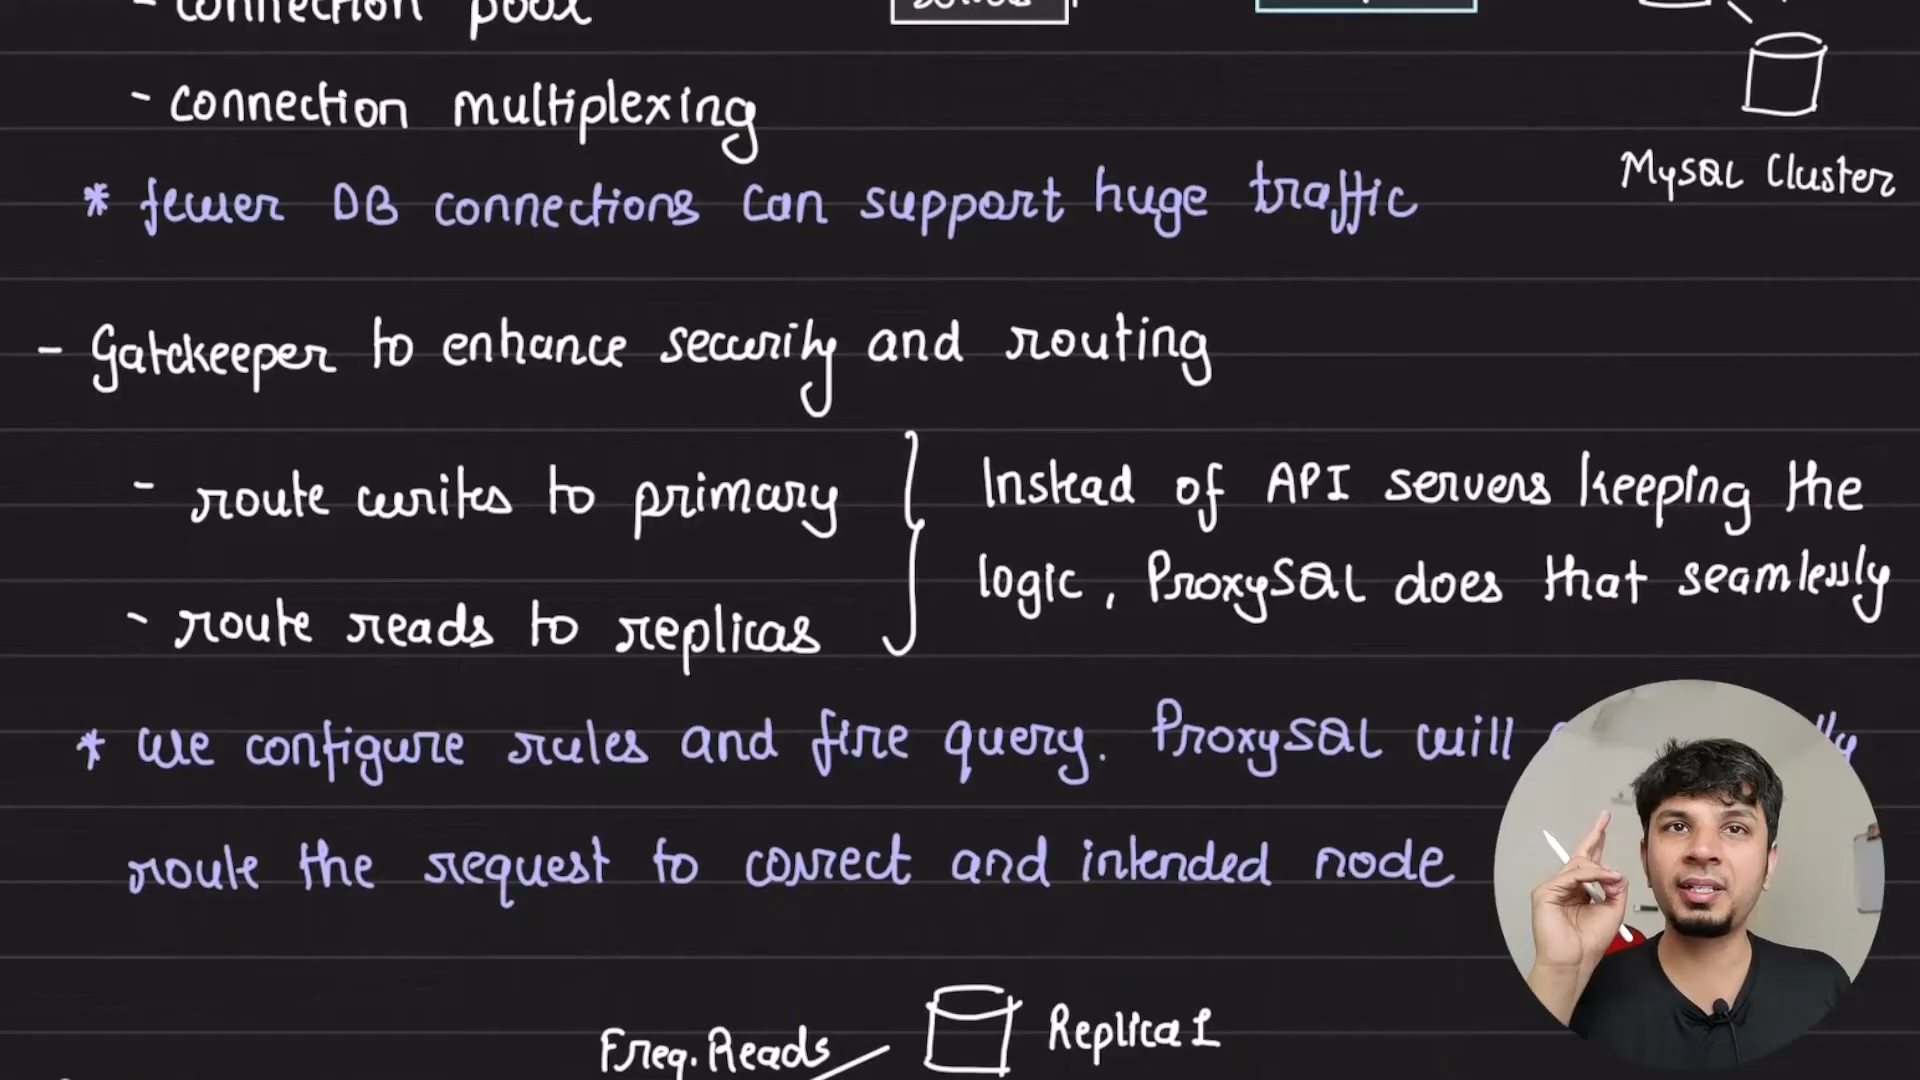 - connection pool
- connection multiplexing
MySQL Cluster
* fewer DB connections can support huge traffic
- Gatekeeper to enhance security and routing
- route writes to primary
- route reads to replicas
Instead of API servers keeping the
logic, ProxySQL does that seamlessly
* we configure rules and fire query. ProxySQL will
route the request to correct and intended node
Freq. Reads
Replica 1